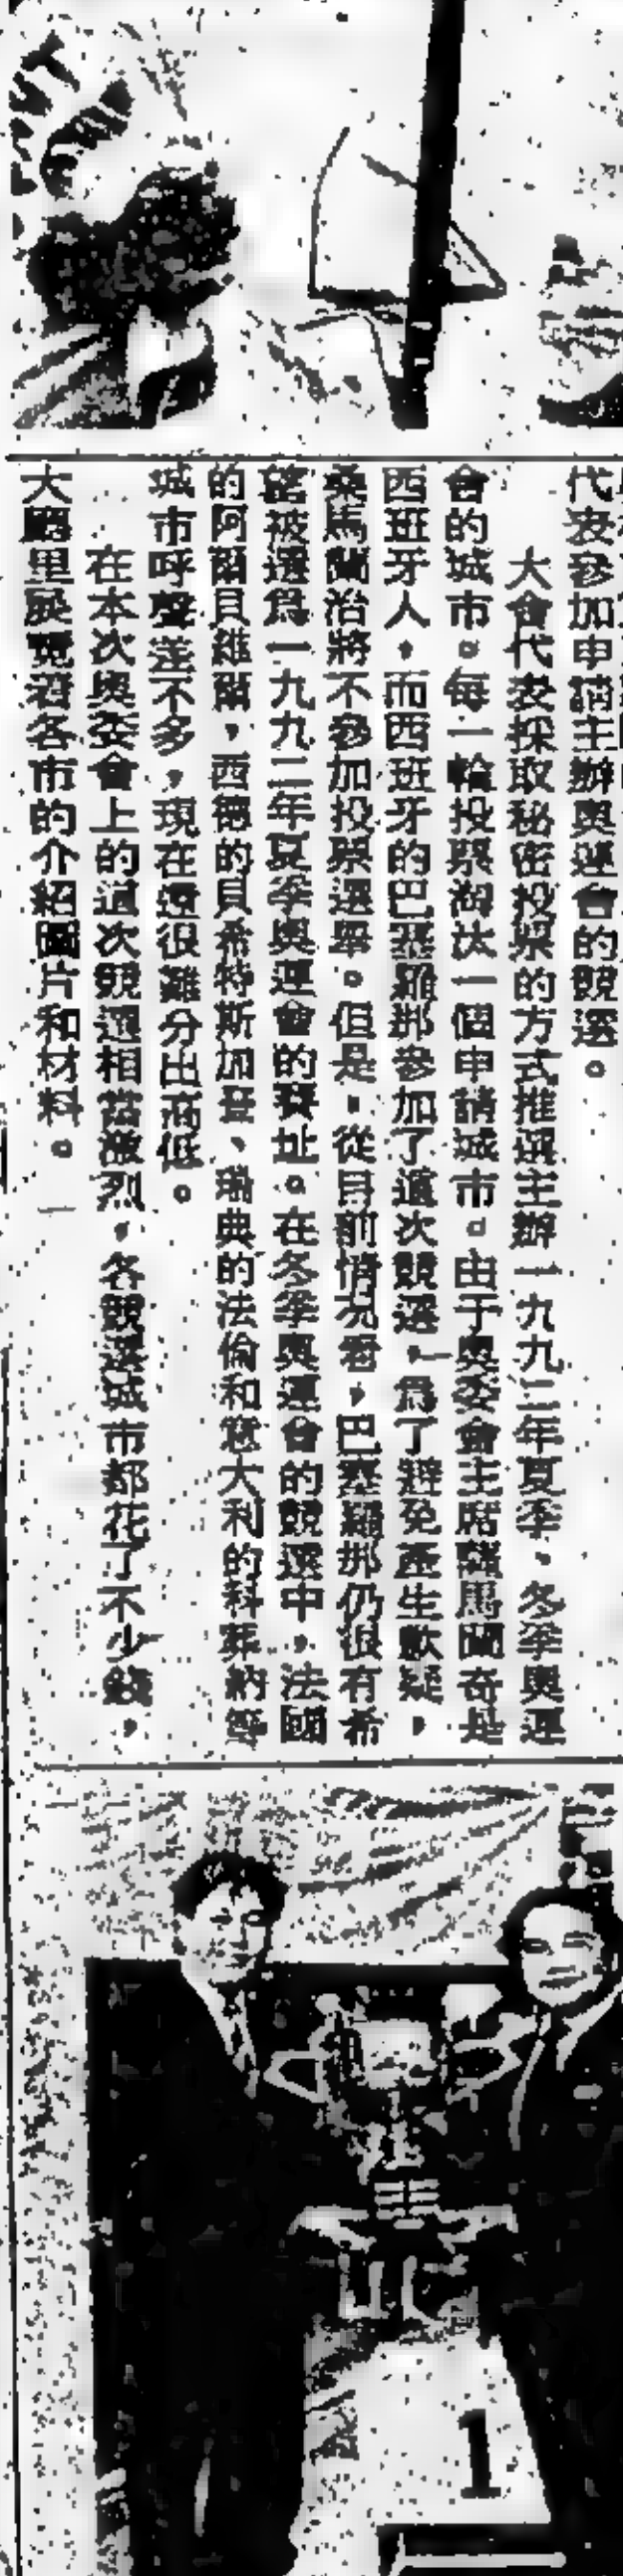 代表參加申請主辦奧運會的競選。
大會代表採取秘密投票的方式推選主辦一九九二年夏季、冬季奧運
會的城市。每一輪投票淘汰一個申請城市。由于奧委會主席薩馬蘭奇是
西班牙人，而西班牙的巴塞羅那參加了這次競選，爲了避免產生歉疑，
桑馬蘭治將不參加投票選舉。但是，從目前情况看，巴塞羅那仍很有希
望被選爲一九九二年夏季奧運會的賽址。在冬季奧運會的競選中，法國
的阿爾貝維爾，西德的貝希特斯加登、瑞典的法倫和意大利的科蒂納等
城市呼聲差不多，現在還很難分出高低。
在本次奧委會上的這次競選相當激烈，各競選城市都花了不少錢，
大廳里展覽着各市的介紹圖片和材料。
1